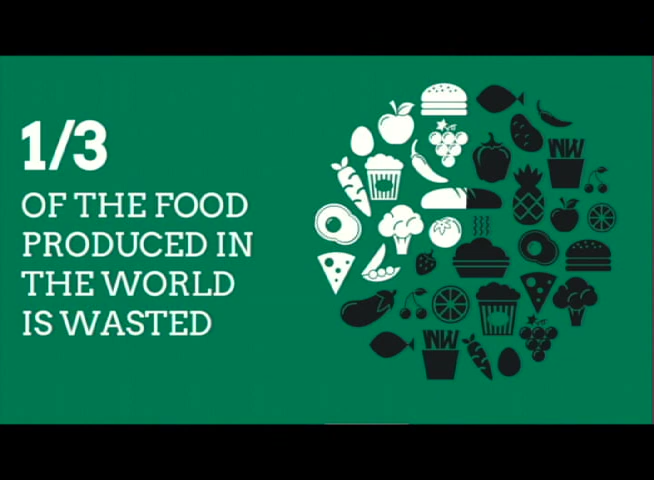 1/3
OF THE FOOD
PRODUCED IN
THE WORLD
IS WASTED